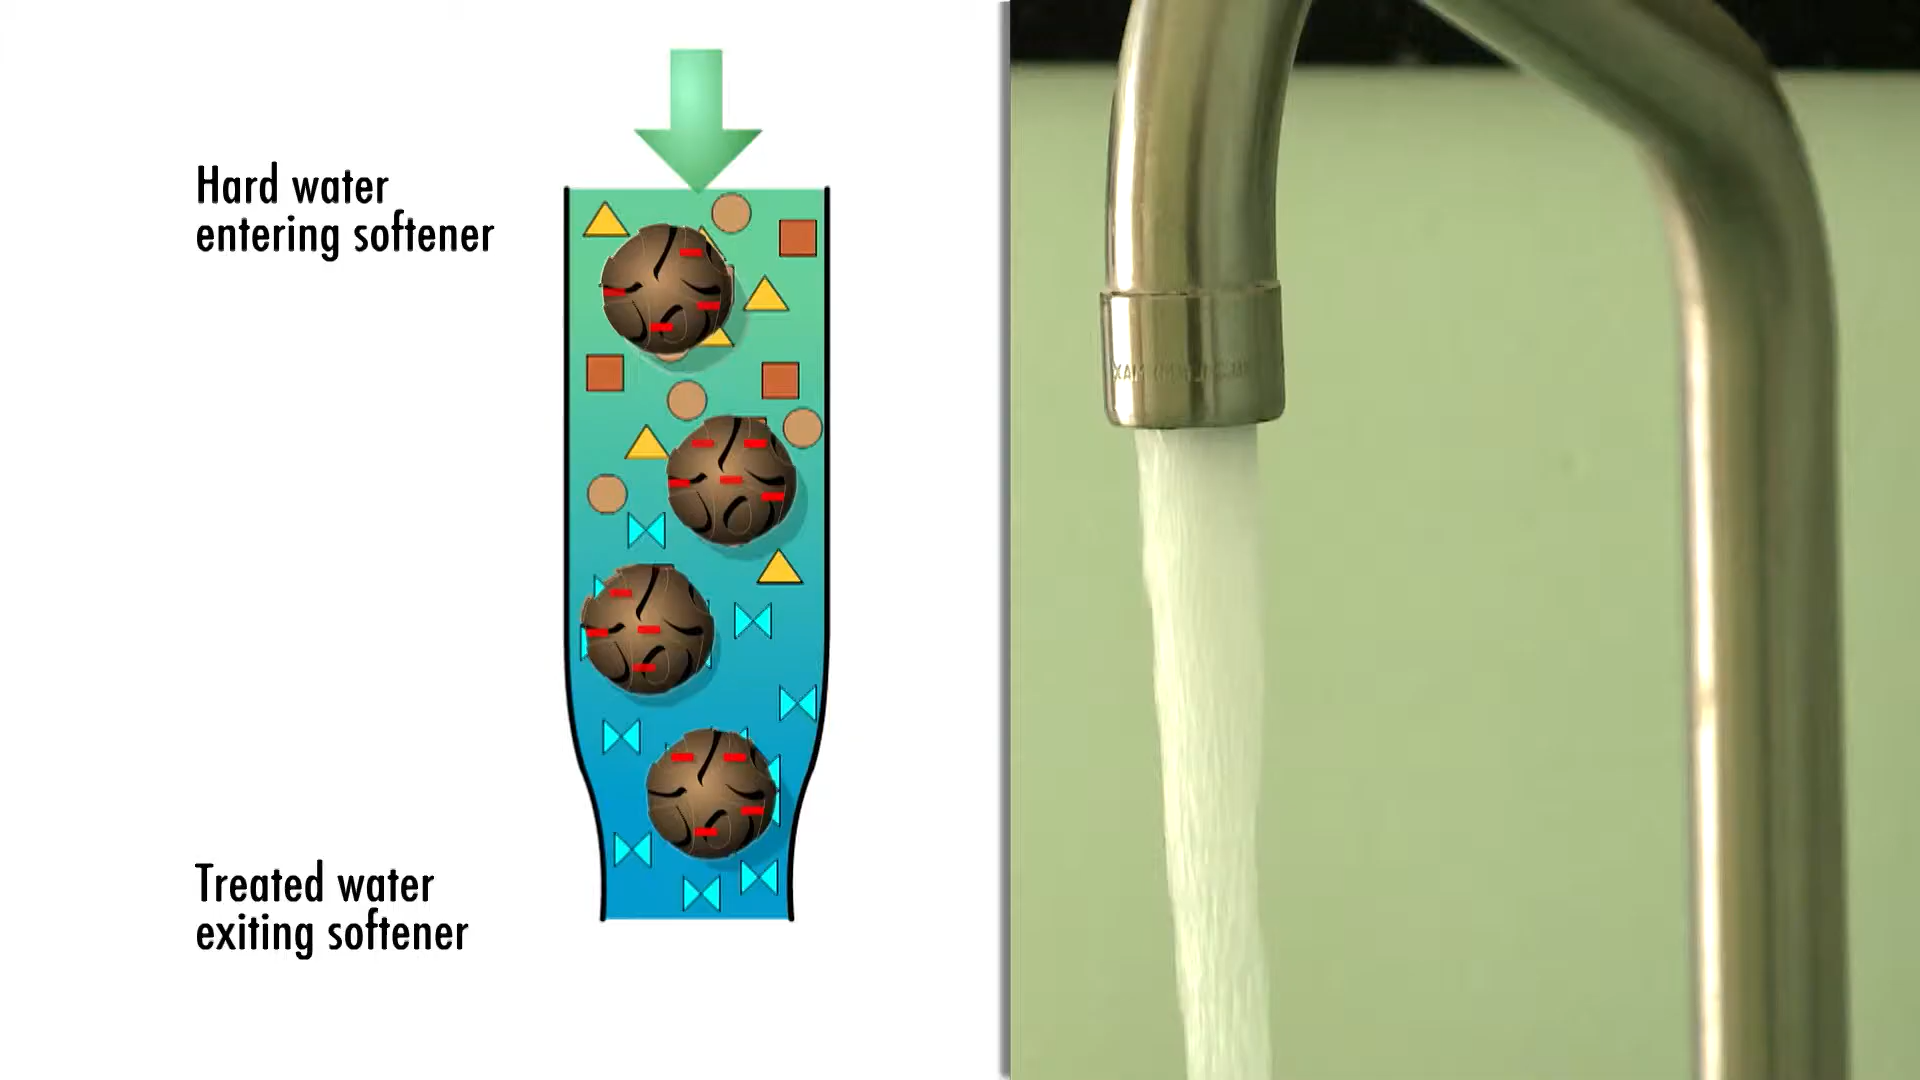 Hard water
entering softener
Treated water
exiting softener